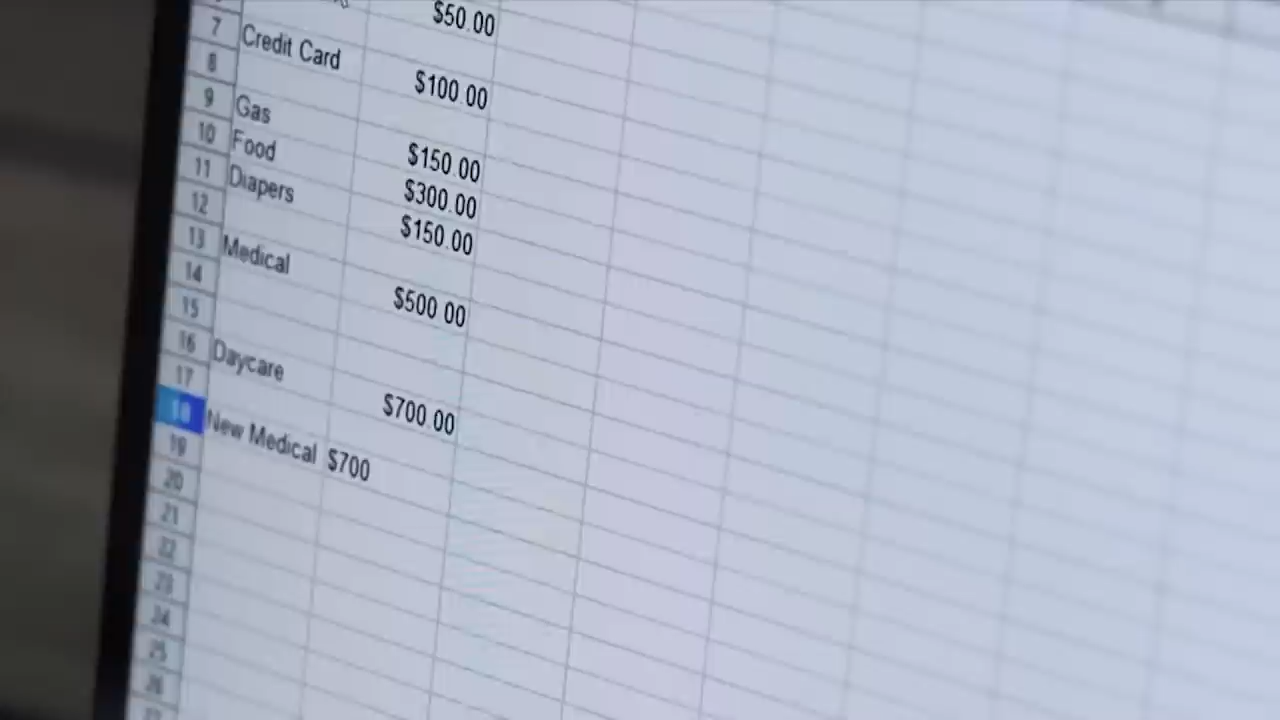 $50.00
7 Credit Card
8 $100.00
9 Gas
10 Food $150.00
11 Diapers $300.00
12 $150.00
13 Medical
14 $500 00
15
16 Daycare
17 $700.00
18 New Medical $700
19
20
21
22
23
24
25
26